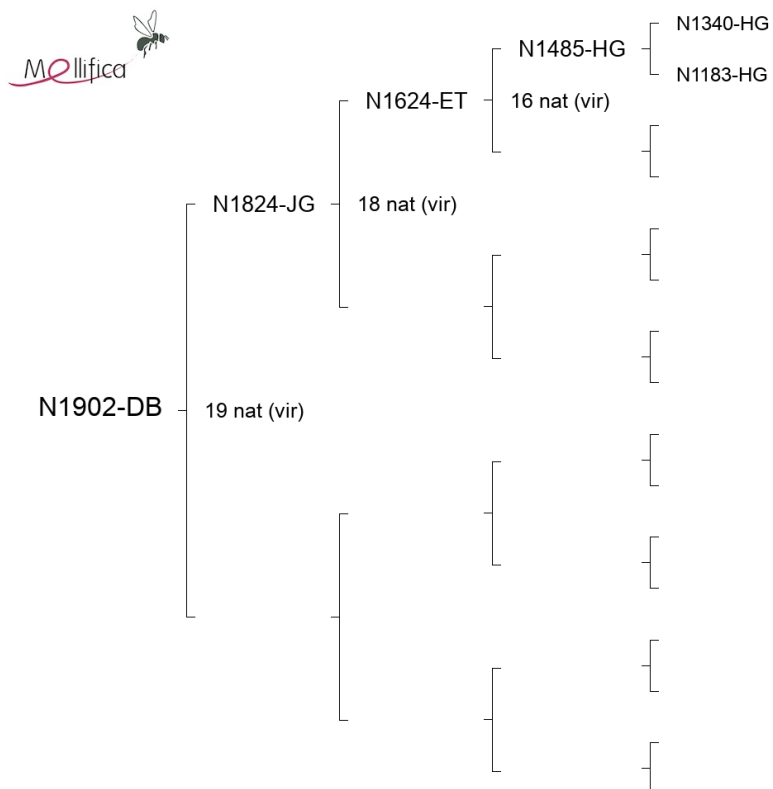 Mellifica
N1340-HG
N1485-HG
N1183-HG
N1624-ET
16 nat (vir)
N1824-JG
18 nat (vir)
N1902-DB
19 nat (vir)